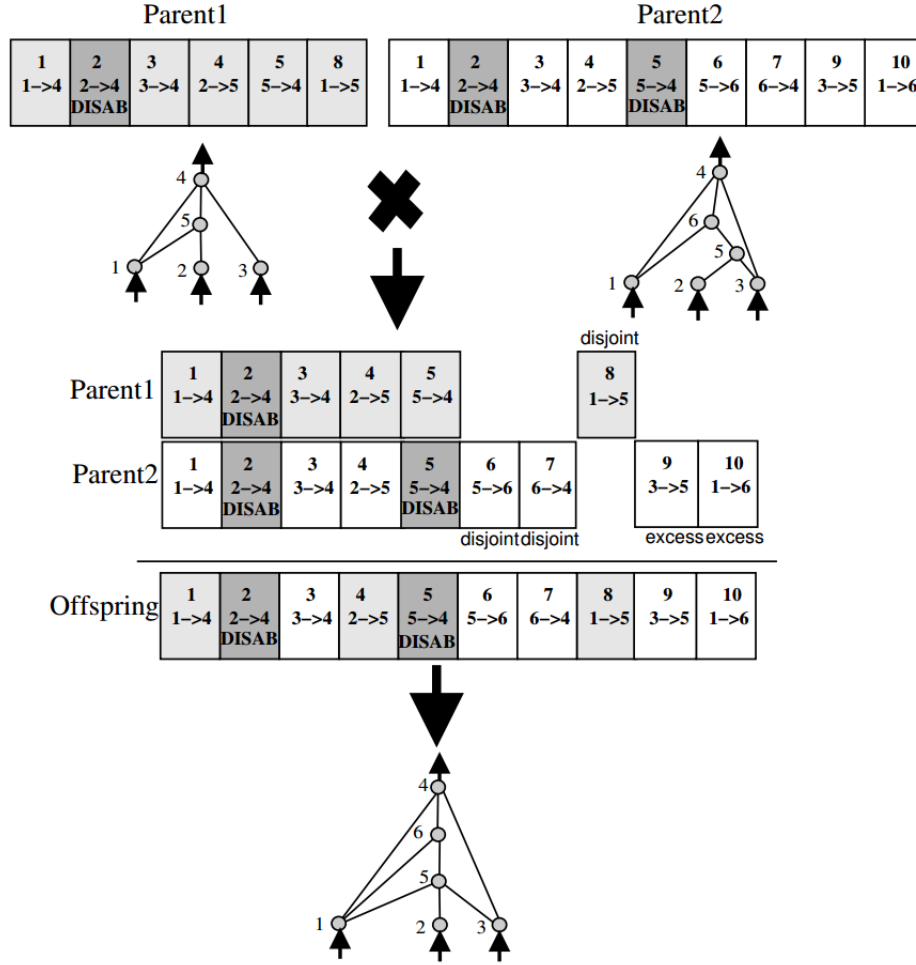 Parent1 Parent2
1 2 3 4 5 8 1 2 3 4 5 6 7 9 10
1->4 2->4 3->4 2->5 5->4 1->5 1->4 2->4 3->4 2->5 5->4 5->6 6->4 3->5 1->6
DISAB DISAB DISAB
4 4
5 6
5
1 2 3 1 2 3
disjoint
Parent1 1 2 3 4 5 8
1->4 2->4 3->4 2->5 5->4 1->5
DISAB
Parent2 1 2 3 4 5 6 7 9 10
1->4 2->4 3->4 2->5 5->4 5->6 6->4 3->5 1->6
DISAB DISAB
disjoint disjoint excess excess
Offspring 1 2 3 4 5 6 7 8 9 10
1->4 2->4 3->4 2->5 5->4 5->6 6->4 1->5 3->5 1->6
DISAB DISAB
4
6
5
1 2 3